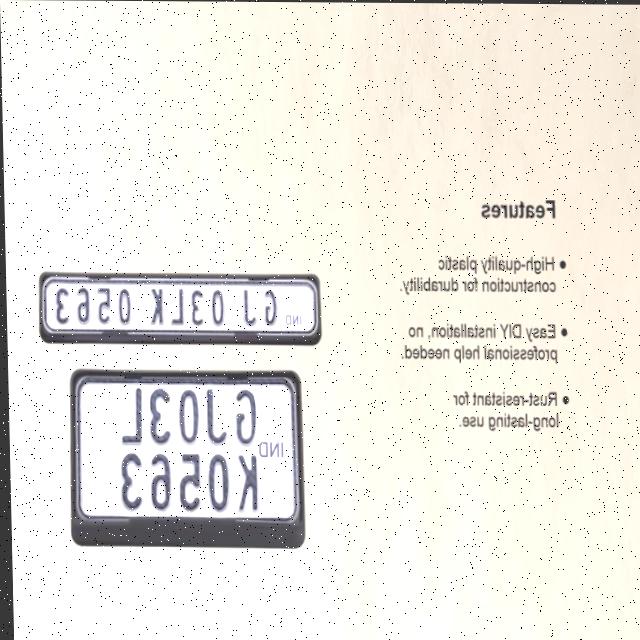 Features
• High-quality plastic
construction for durability.
• Easy DIY installation, no
professional help needed.
• Rust-resistant for
long-lasting use.
IND GJ 03LK 0563
GJ03L
IND
K0563